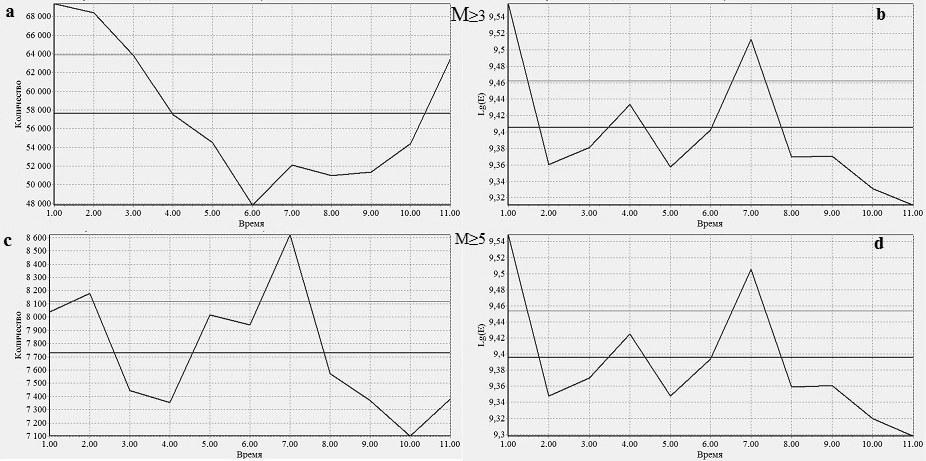 a
68 000
66 000
64 000
62 000
60 000
58 000
56 000
54 000
52 000
50 000
48 000
Количество
1.00 2.00 3.00 4.00 5.00 6.00 7.00 8.00 9.00 10.00 11.00
Время
M≥3
b
9,54
9,52
9,5
9,48
9,46
9,44
9,42
9,4
9,38
9,36
9,34
9,32
Lg(E)
1.00 2.00 3.00 4.00 5.00 6.00 7.00 8.00 9.00 10.00 11.00
Время
c
8 600
8 500
8 400
8 300
8 200
8 100
8 000
7 900
7 800
7 700
7 600
7 500
7 400
7 300
7 200
7 100
Количество
1.00 2.00 3.00 4.00 5.00 6.00 7.00 8.00 9.00 10.00 11.00
Время
M≥5
d
9,54
9,52
9,5
9,48
9,46
9,44
9,42
9,4
9,38
9,36
9,34
9,32
9,3
Lg(E)
1.00 2.00 3.00 4.00 5.00 6.00 7.00 8.00 9.00 10.00 11.00
Время